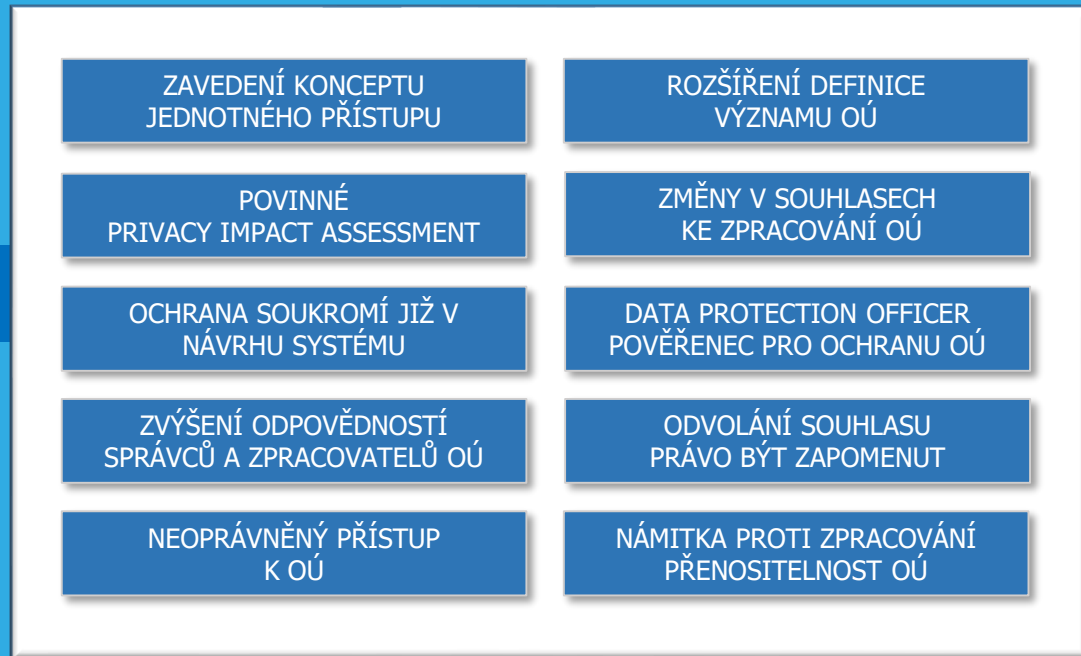 ZAVEDENÍ KONCEPTU
JEDNOTNÉHO PŘÍSTUPU
ROZŠÍŘENÍ DEFINICE
VÝZNAMU OÚ
POVINNÉ
PRIVACY IMPACT ASSESSMENT
ZMĚNY V SOUHLASECH
KE ZPRACOVÁNÍ OÚ
OCHRANA SOUKROMÍ JIŽ V
NÁVRHU SYSTÉMU
DATA PROTECTION OFFICER
POVĚŘENEC PRO OCHRANU OÚ
ZVÝŠENÍ ODPOVĚDNOSTÍ
SPRÁVCŮ A ZPRACOVATELŮ OÚ
ODVOLÁNÍ SOUHLASU
PRÁVO BÝT ZAPOMENUT
NEOPRÁVNĚNÝ PŘÍSTUP
K OÚ
NÁMITKA PROTI ZPRACOVÁNÍ
PŘENOSITELNOST OÚ